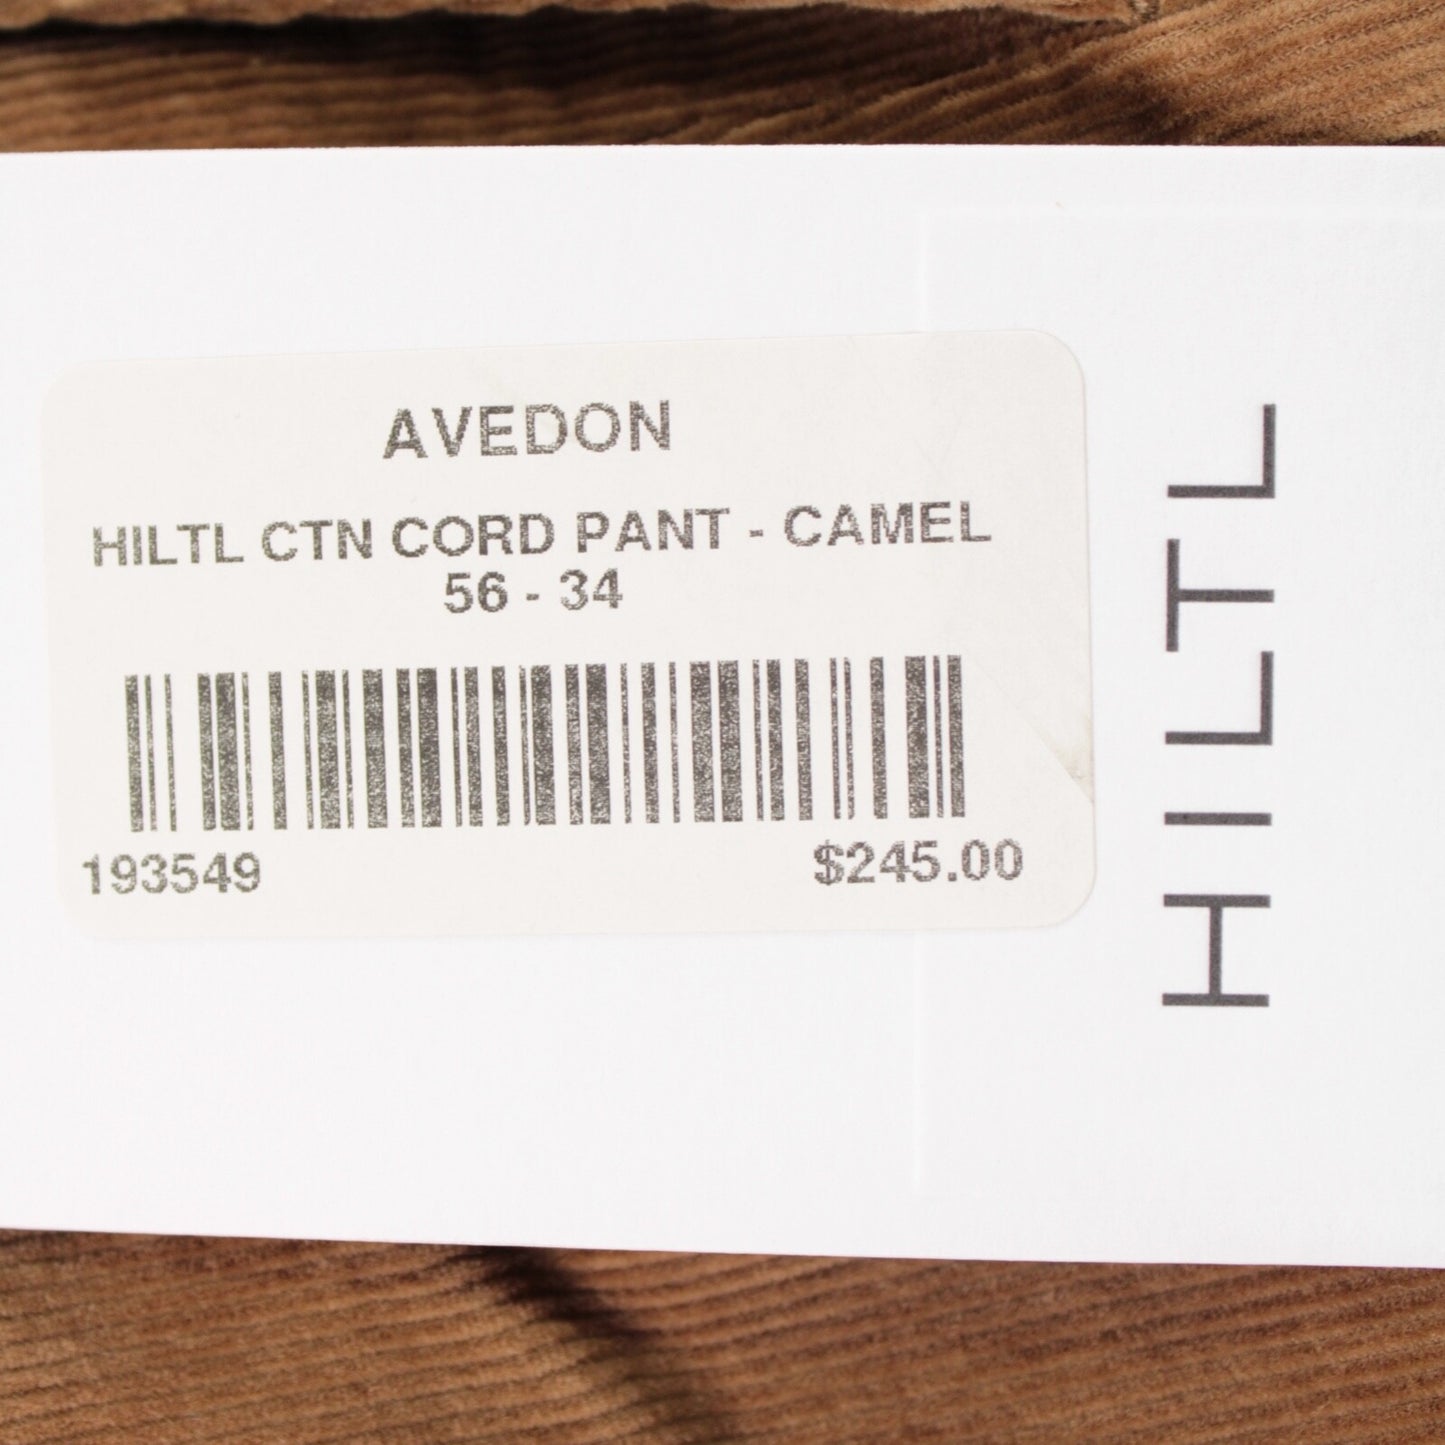 AVEDON
HILTL CTN CORD PANT - CAMEL
56 - 34
193549
$245.00
HILTL